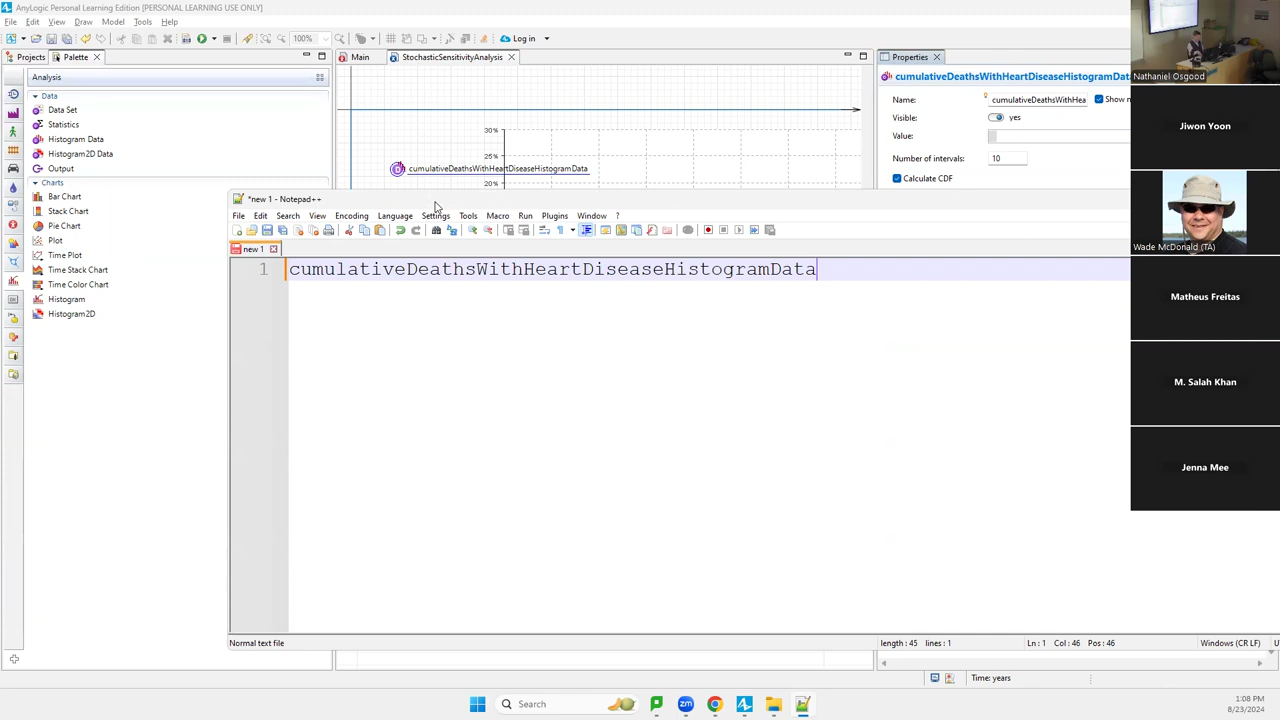 AnyLogic Personal Learning Edition [PERSONAL LEARNING USE ONLY]
File Edit View Draw Model Tools Help
100% Log in
Projects Palette Main StochasticSensitivityAnalysis Properties
Analysis
Data
Data Set
Statistics
Histogram Data
Histogram2D Data
Output
Charts
Bar Chart
Stack Chart
Pie Chart
Plot
Time Plot
Time Stack Chart
Time Color Chart
Histogram
Histogram2D
30%
25%
20%
cumulativeDeathsWithHeartDiseaseHistogramData
cumulativeDeathsWithHeartDiseaseHistogramData
Name: cumulativeDeathsWithHea Show n
Visible: yes
Value:
Number of intervals: 10
Calculate CDF
*new 1 - Notepad++
File Edit Search View Encoding Language Settings Tools Macro Run Plugins Window ?
new 1
1 cumulativeDeathsWithHeartDiseaseHistogramData
Normal text file length : 45 lines : 1 Ln : 1 Col : 46 Pos : 46 Windows (CR LF) U
Time: years
Nathaniel Osgood
Jiwon Yoon
Wade McDonald (TA)
Matheus Freitas
M. Salah Khan
Jenna Mee
Search
zm
1:08 PM
8/23/2024